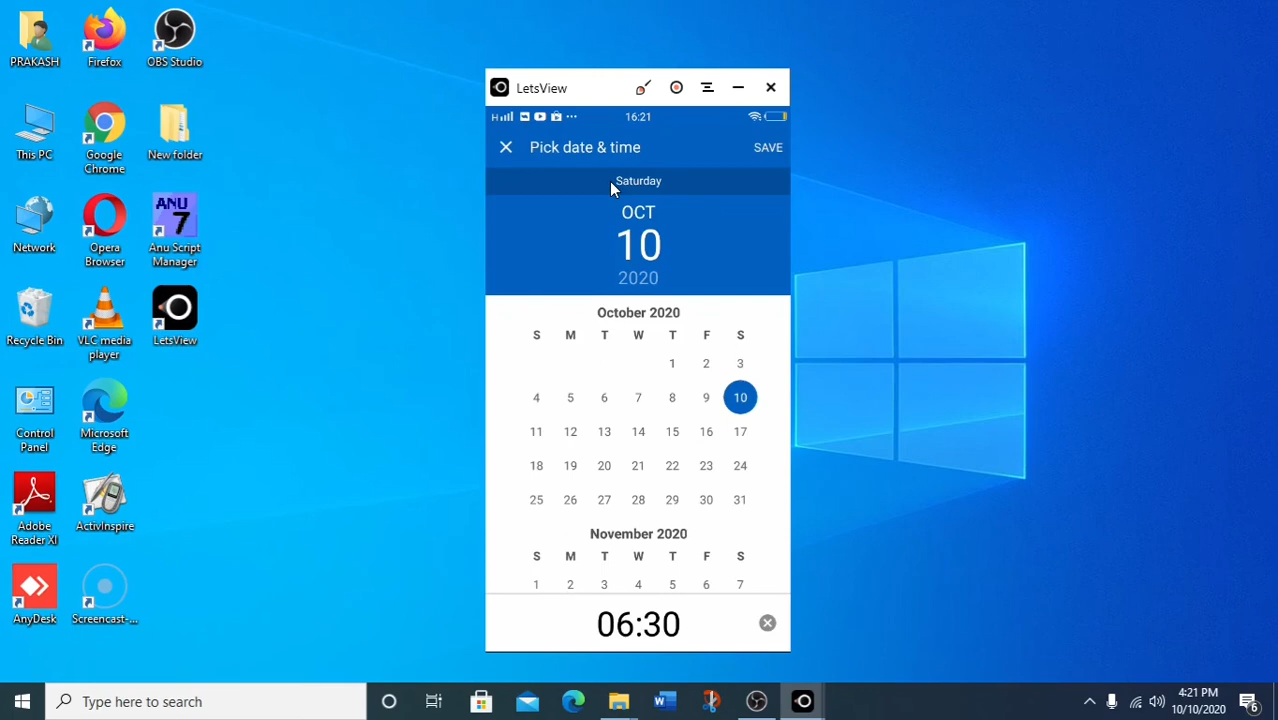 PRAKASH
Firefox
OBS Studio
This PC
Google Chrome
New folder
Network
Opera Browser
ANU 7
Anu Script Manager
Recycle Bin
VLC media player
LetsView
Control Panel
Microsoft Edge
Adobe Reader XI
ActivInspire
AnyDesk
Screencast-...
LetsView
H
16:21
Pick date & time
SAVE
Saturday
OCT
10
2020
October 2020
S M T W T F S
1 2 3
4 5 6 7 8 9 10
11 12 13 14 15 16 17
18 19 20 21 22 23 24
25 26 27 28 29 30 31
November 2020
S M T W T F S
1 2 3 4 5 6 7
06:30
Type here to search
4:21 PM
10/10/2020
6